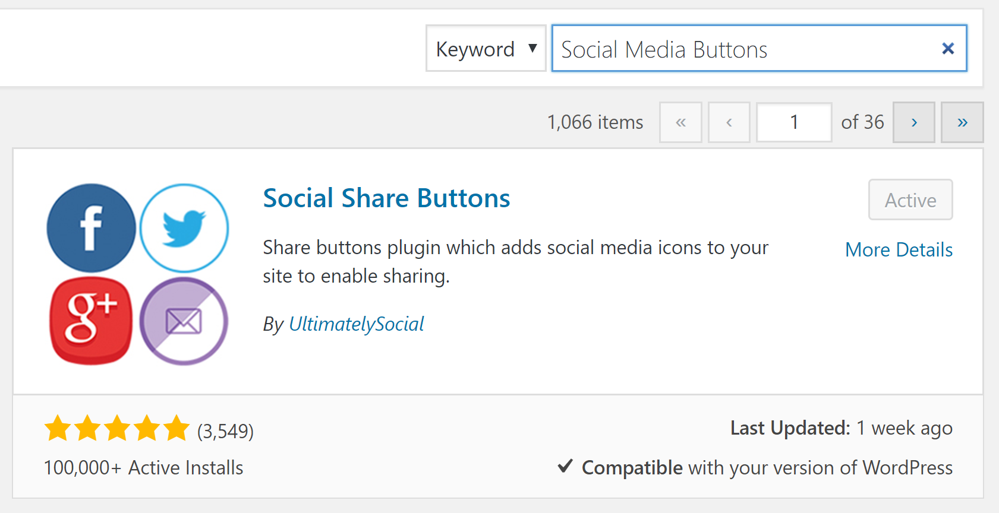 Keyword ▼ Social Media Buttons ×
1,066 items « ‹ 1 of 36 › »
Social Share Buttons
Active
Share buttons plugin which adds social media icons to your
site to enable sharing.
More Details
By UltimatelySocial
f
g+
(3,549)
100,000+ Active Installs
Last Updated: 1 week ago
✓ Compatible with your version of WordPress